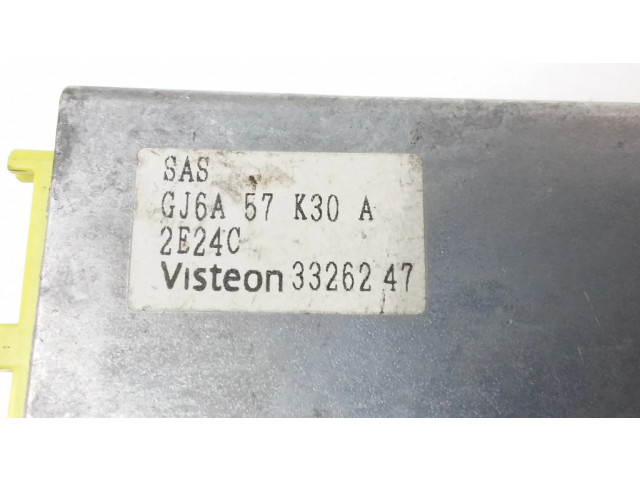 SAS
GJ6A 57 K30 A
2E24C
Visteon 33262 47